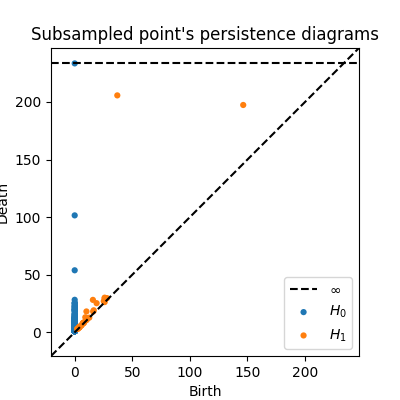 Subsampled point's persistence diagrams
Death
200
150
100
50
0
∞
H₀
H₁
0 50 100 150 200
Birth